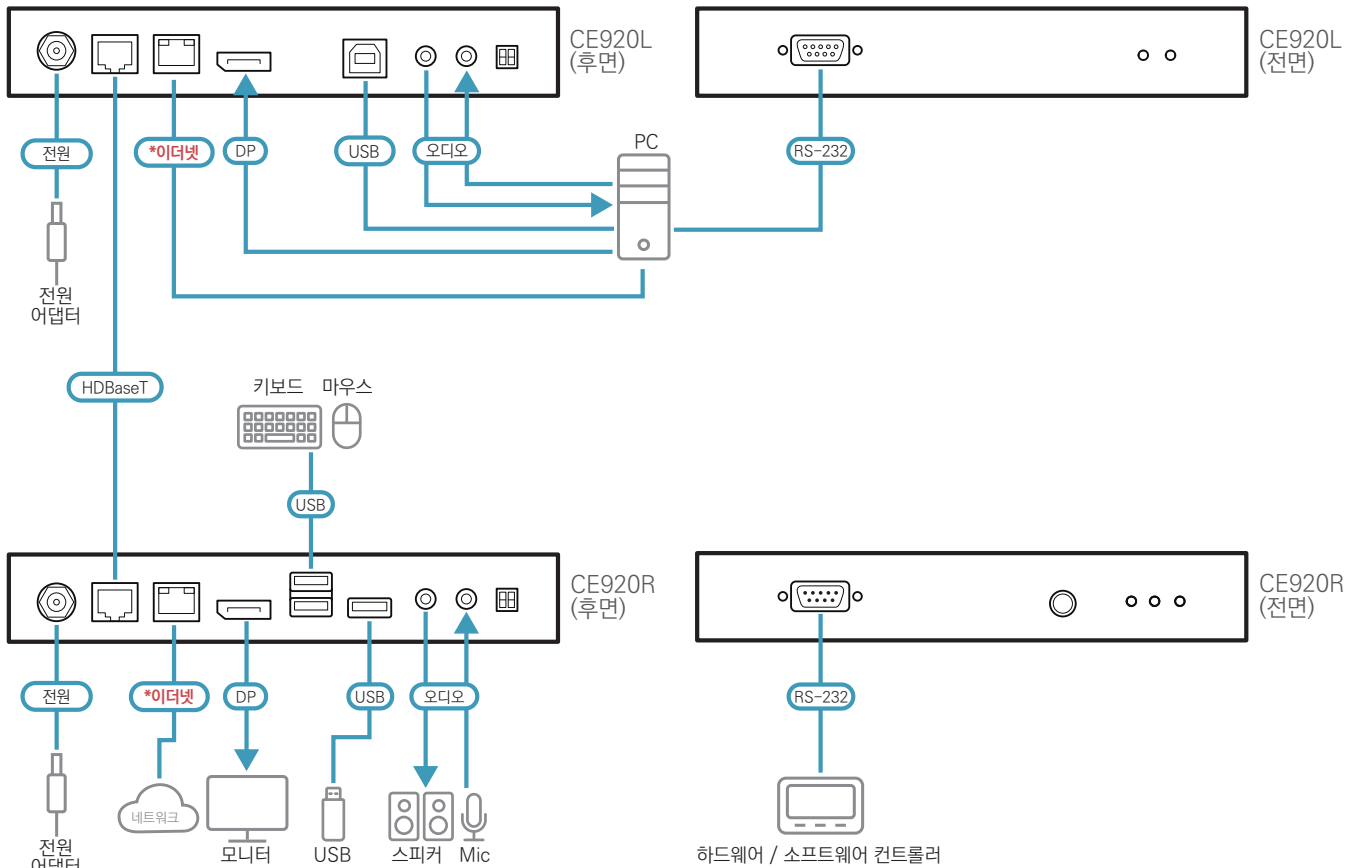 CE920L
(후면)
CE920L
(전면)
전원
*이더넷
DP
USB
오디오
PC
RS-232
전원
어댑터
HDBaseT
키보드 마우스
USB
CE920R
(후면)
CE920R
(전면)
전원
*이더넷
DP
USB
오디오
RS-232
네트워크
전원
어댑터
모니터
USB
스피커
Mic
하드웨어 / 소프트웨어 컨트롤러